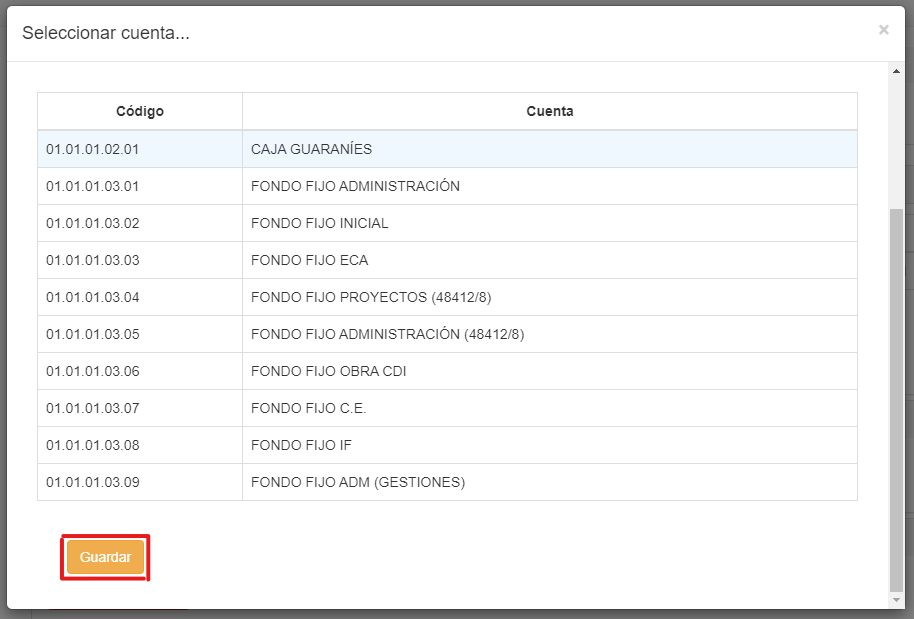 Seleccionar cuenta...
×
Código Cuenta
01.01.01.02.01 CAJA GUARANÍES
01.01.01.03.01 FONDO FIJO ADMINISTRACIÓN
01.01.01.03.02 FONDO FIJO INICIAL
01.01.01.03.03 FONDO FIJO ECA
01.01.01.03.04 FONDO FIJO PROYECTOS (48412/8)
01.01.01.03.05 FONDO FIJO ADMINISTRACIÓN (48412/8)
01.01.01.03.06 FONDO FIJO OBRA CDI
01.01.01.03.07 FONDO FIJO C.E.
01.01.01.03.08 FONDO FIJO IF
01.01.01.03.09 FONDO FIJO ADM (GESTIONES)
Guardar